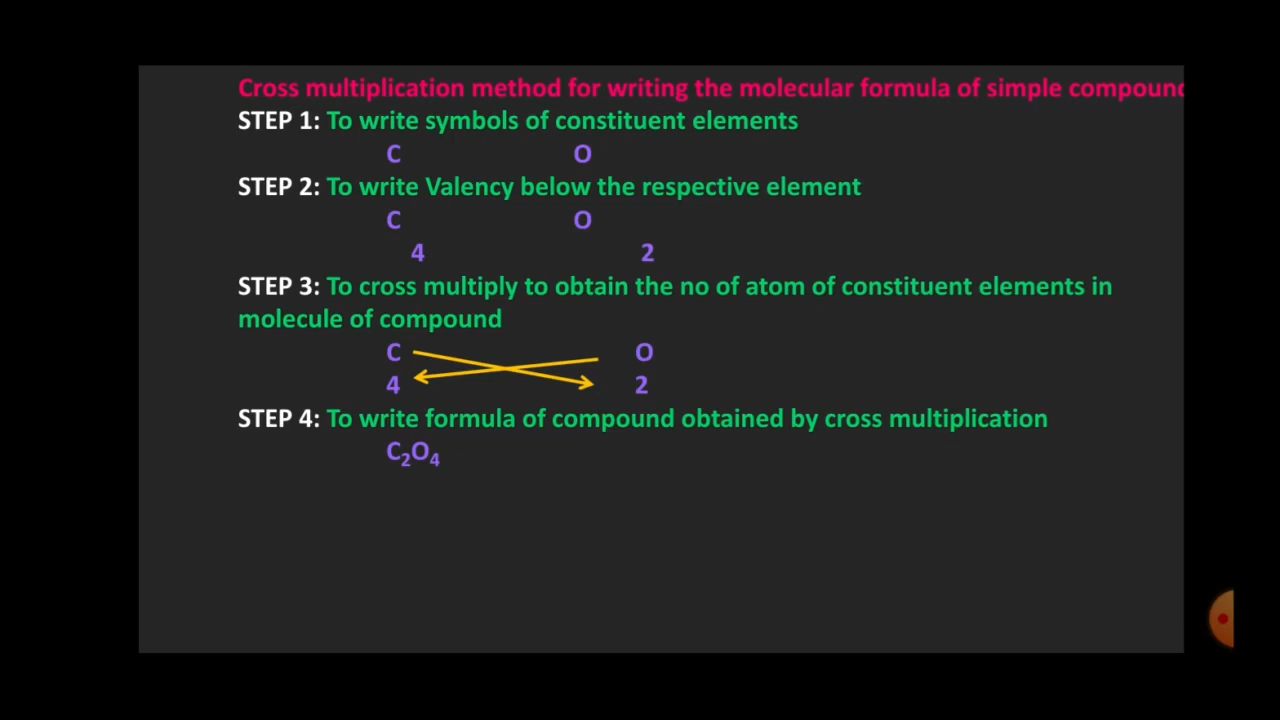 Cross multiplication method for writing the molecular formula of simple compound
STEP 1: To write symbols of constituent elements
C O
STEP 2: To write Valency below the respective element
C O
4 2
STEP 3: To cross multiply to obtain the no of atom of constituent elements in
molecule of compound
C O
4 2
STEP 4: To write formula of compound obtained by cross multiplication
C₂O₄